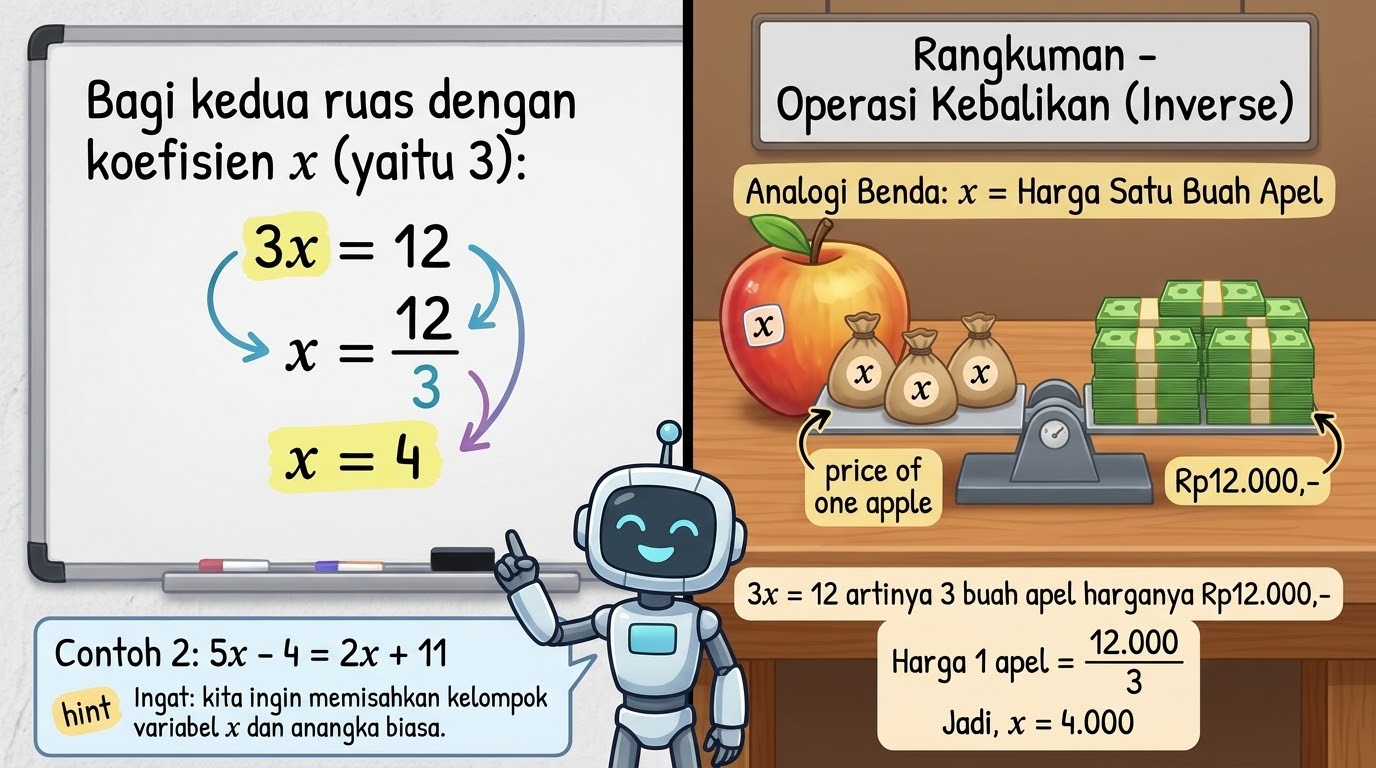 Bagi kedua ruas dengan
koefisien x (yaitu 3):
3x = 12
x = 12/3
x = 4
Contoh 2: 5x - 4 = 2x + 11
hint
Ingat: kita ingin memisahkan kelompok
variabel x dan anangka biasa.
Rangkuman -
Operasi Kebalikan (Inverse)
Analogi Benda: x = Harga Satu Buah Apel
x
x
x
x
price of
one apple
Rp12.000,-
3x = 12 artinya 3 buah apel harganya Rp12.000,-
Harga 1 apel = 12.000/3
Jadi, x = 4.000